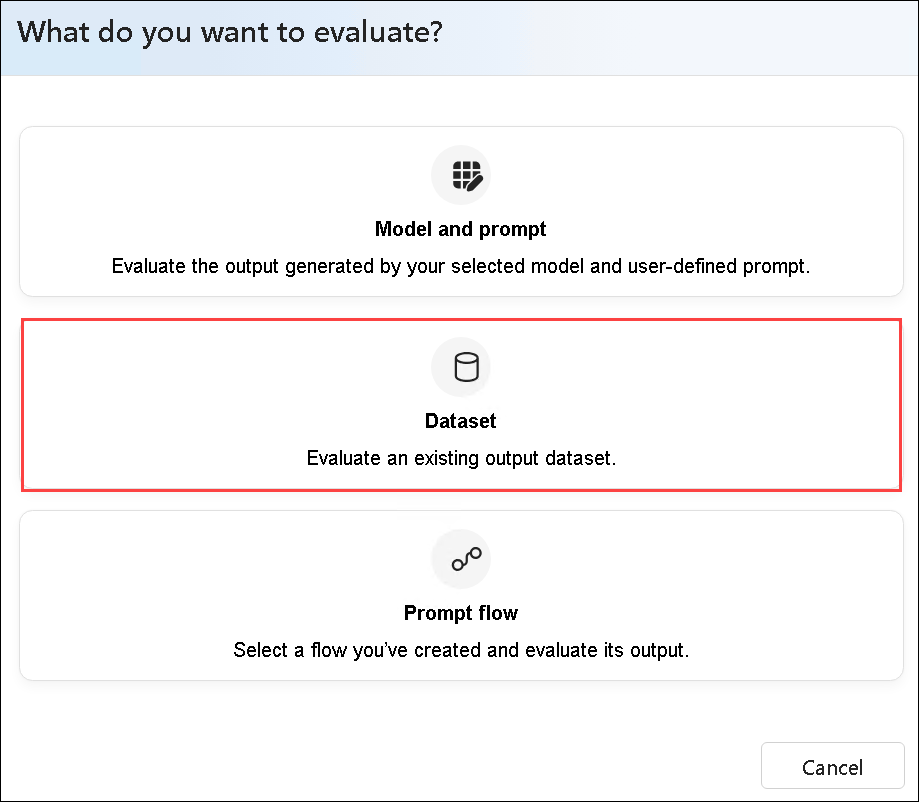 What do you want to evaluate?
Model and prompt
Evaluate the output generated by your selected model and user-defined prompt.
Dataset
Evaluate an existing output dataset.
Prompt flow
Select a flow you’ve created and evaluate its output.
Cancel